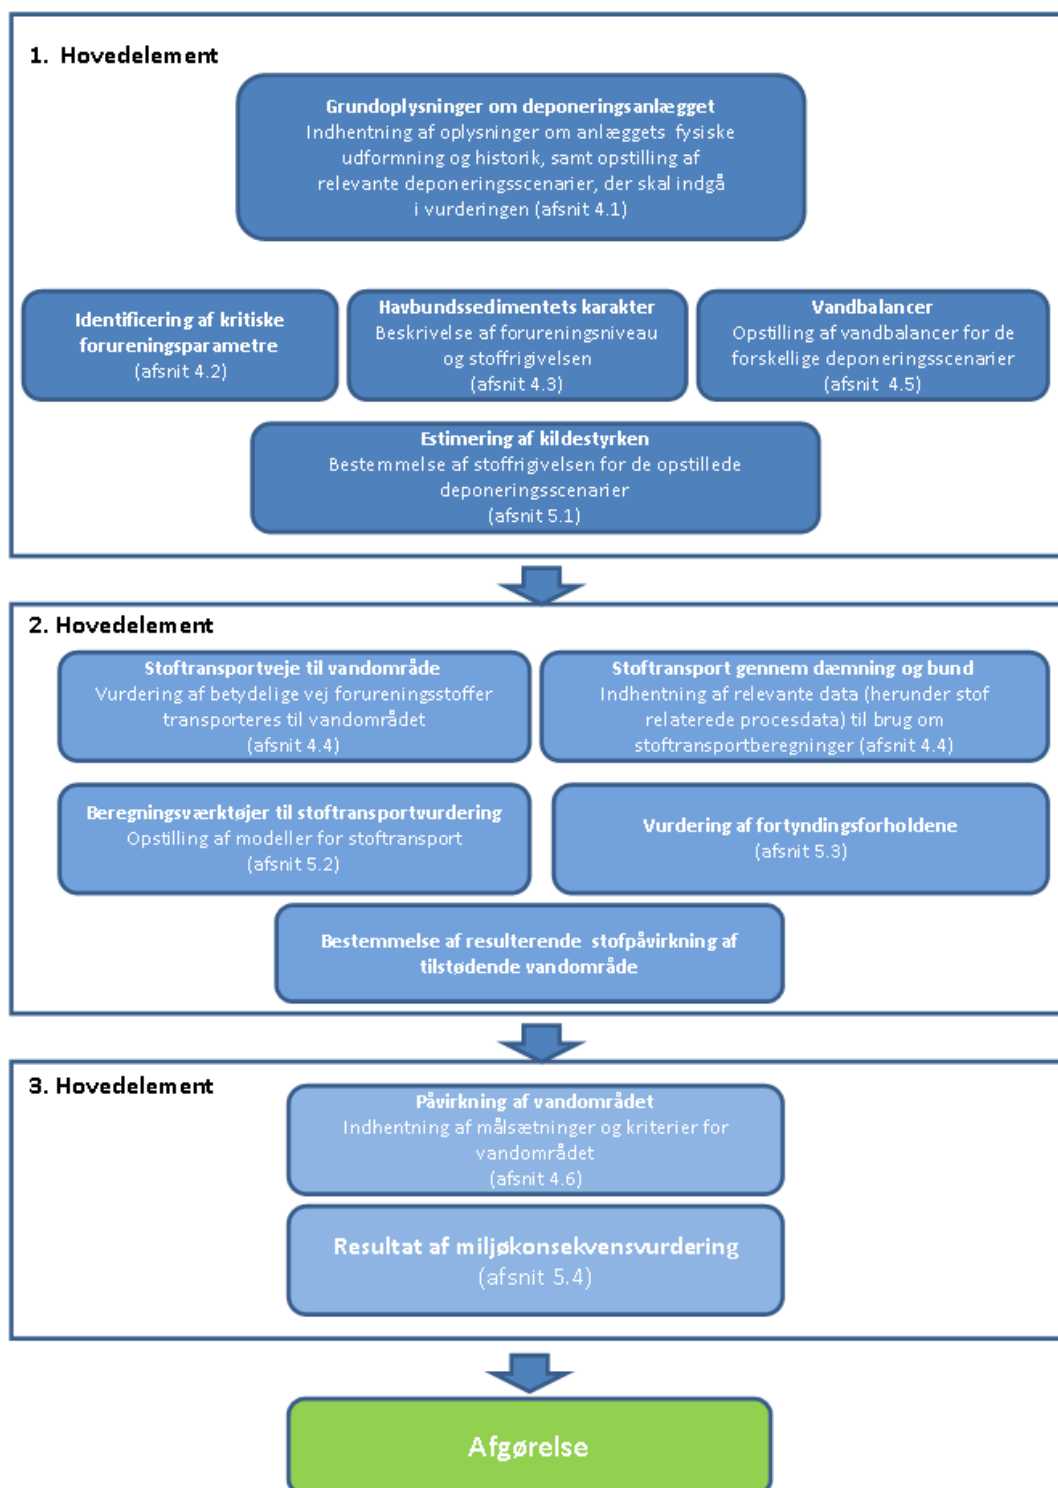 1. Hovedelement
Grundoplysninger om deponeringsanlægget
Indhentning af oplysninger om anlæggets fysiske
udformning og historik, samt opstilling af
relevante deponeringsscenarier, der skal indgå
i vurderingen (afsnit 4.1)
Identificering af kritiske
forureningsparametre
(afsnit 4.2)
Havbundssedimentets karakter
Beskrivelse af forureningsniveau
og stoffrigivelsen
(afsnit 4.3)
Vandbalancer
Opstilling af vandbalancer for de
forskellige deponeringsscenarier
(afsnit 4.5)
Estimering af kildestyrken
Bestemmelse af stoffrigivelsen for de opstillede
deponeringsscenarier
(afsnit 5.1)
2. Hovedelement
Stoftransportveje til vandområde
Vurdering af betydelige vej forureningsstoffer
transporteres til vandområdet
(afsnit 4.4)
Stoftransport gennem dæmning og bund
Indhentning af relevante data (herunder stof
relaterede procesdata) til brug om
stoftransportberegninger (afsnit 4.4)
Beregningsværktøjer til stoftransportvurdering
Opstilling af modeller for stoftransport
(afsnit 5.2)
Vurdering af fortyndingsforholdene
(afsnit 5.3)
Bestemmelse af resulterende stofpåvirkning af
tilstødende vandområde
3. Hovedelement
Påvirkning af vandområdet
Indhentning af målsætninger og kriterier for
vandområdet
(afsnit 4.6)
Resultat af miljøkonsekvensvurdering
(afsnit 5.4)
Afgørelse